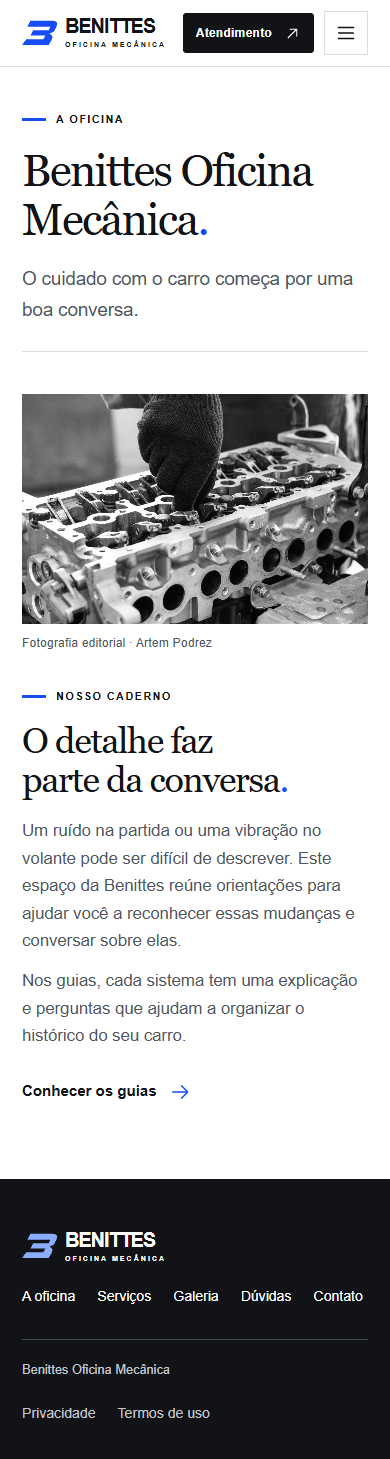 BENITTES
OFICINA MECÂNICA
Atendimento
A OFICINA
Benittes Oficina
Mecânica.
O cuidado com o carro começa por uma
boa conversa.
Fotografia editorial · Artem Podrez
NOSSO CADERNO
O detalhe faz
parte da conversa.
Um ruído na partida ou uma vibração no
volante pode ser difícil de descrever. Este
espaço da Benittes reúne orientações para
ajudar você a reconhecer essas mudanças e
conversar sobre elas.
Nos guias, cada sistema tem uma explicação
e perguntas que ajudam a organizar o
histórico do seu carro.
Conhecer os guias
BENITTES
OFICINA MECÂNICA
A oficina Serviços Galeria Dúvidas Contato
Benittes Oficina Mecânica
Privacidade Termos de uso